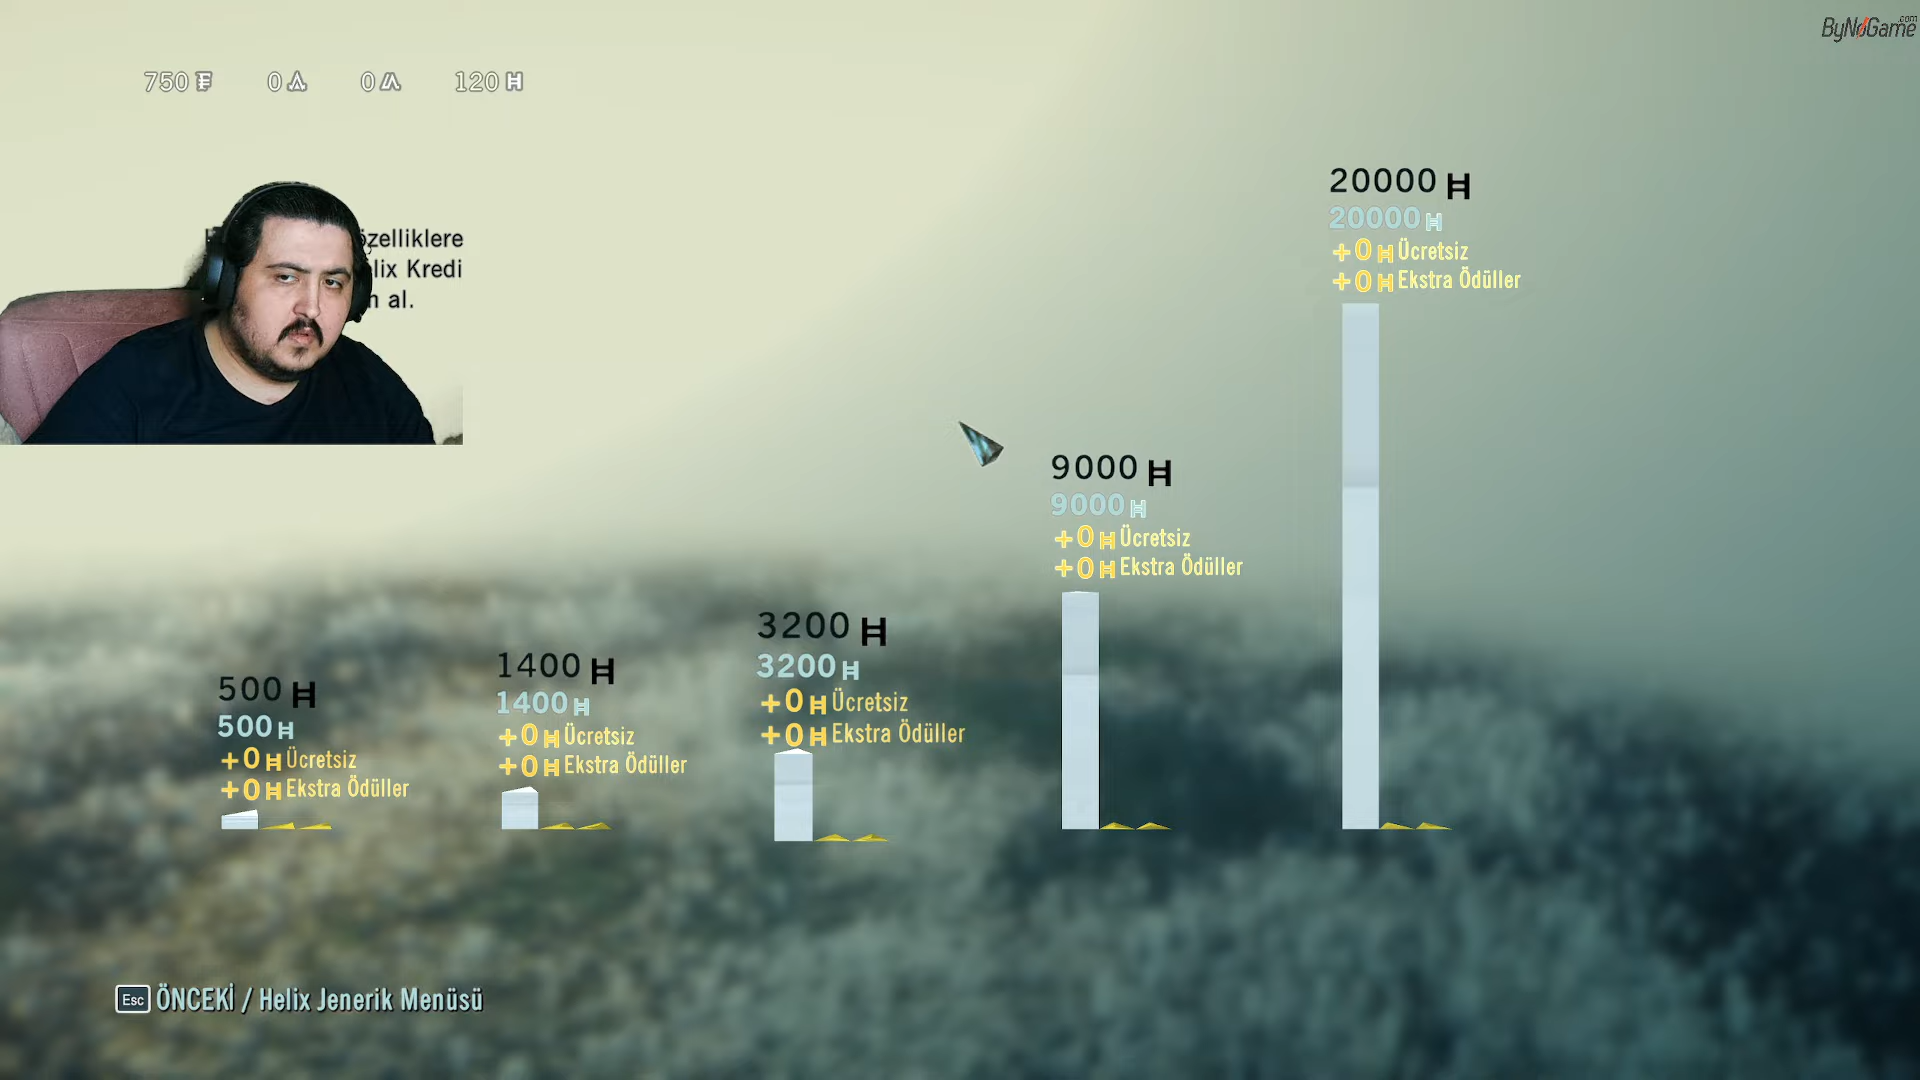 ByNoGame.com
750 0 0 120 H
özelliklere
lix Kredi
al.
20000 H
20000 H
+0 H Ücretsiz
+0 H Ekstra Ödüller
9000 H
9000 H
+0 H Ücretsiz
+0 H Ekstra Ödüller
3200 H
3200 H
+0 H Ücretsiz
+0 H Ekstra Ödüller
1400 H
1400 H
+0 H Ücretsiz
+0 H Ekstra Ödüller
500 H
500 H
+0 H Ücretsiz
+0 H Ekstra Ödüller
Esc ÖNCEKİ / Helix Jenerik Menüsü